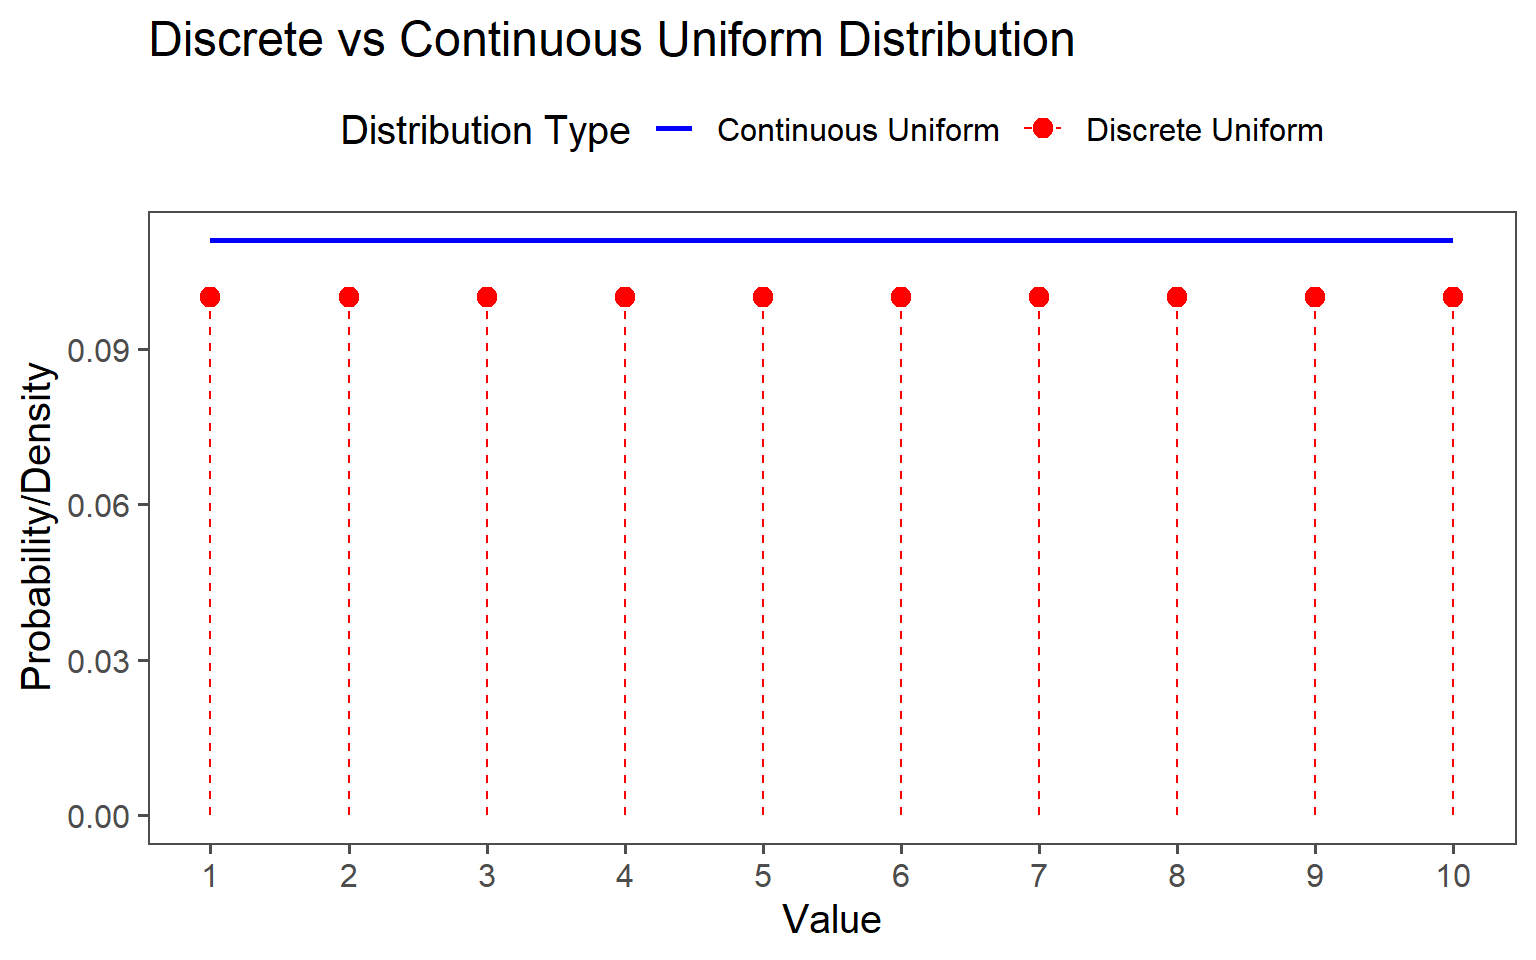 Discrete vs Continuous Uniform Distribution
Distribution Type Continuous Uniform Discrete Uniform
Probability/Density
0.09
0.06
0.03
0.00
1 2 3 4 5 6 7 8 9 10
Value